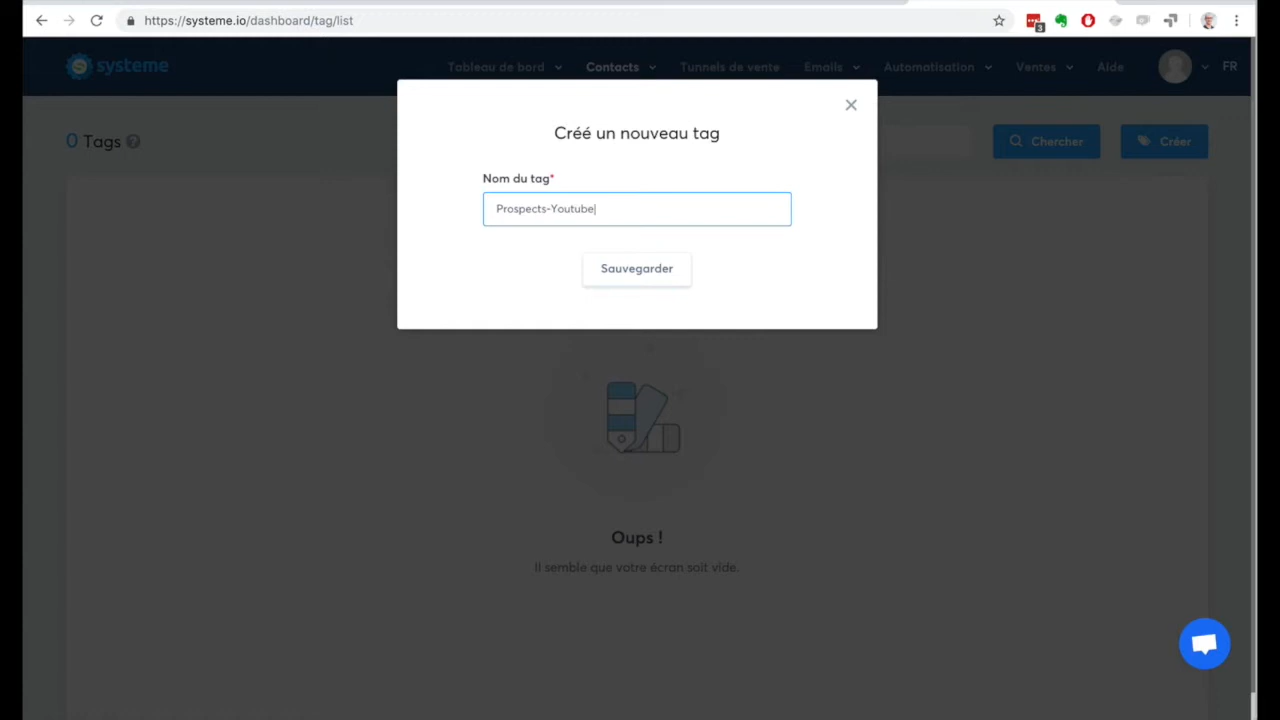 https://systeme.io/dashboard/tag/list
3
systeme
Tableau de bord
Contacts
Tunnels de vente
Emails
Automatisation
Ventes
Aide
FR
0 Tags ?
Chercher
Créer
Créé un nouveau tag
Nom du tag*
Prospects-Youtube
Sauvegarder
Oups !
Il semble que votre écran soit vide.